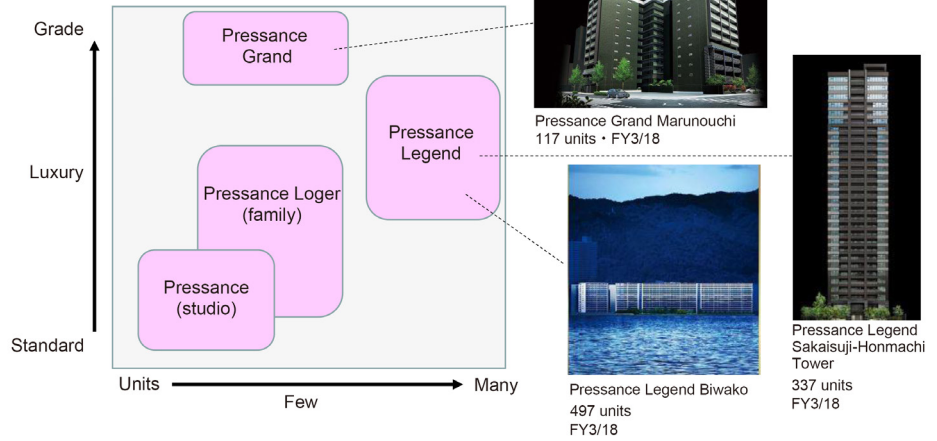 Grade
Luxury
Standard
Pressance
Grand
Pressance
Legend
Pressance Loger
(family)
Pressance
(studio)
Units
Few
Many
Pressance Grand Marunouchi
117 units・FY3/18
Pressance Legend Biwako
497 units
FY3/18
Pressance Legend
Sakaisuji-Honmachi
Tower
337 units
FY3/18